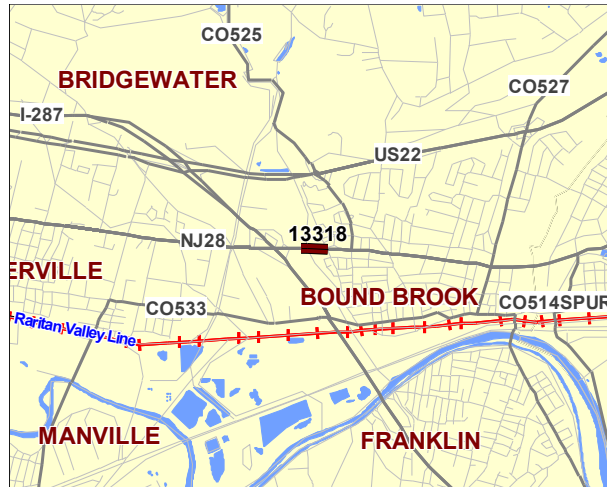 CO525
BRIDGEWATER
CO527
I-287
US22
13318
NJ28
ERVILLE
BOUND BROOK
CO533
CO514SPUR
Raritan Valley Line
MANVILLE
FRANKLIN